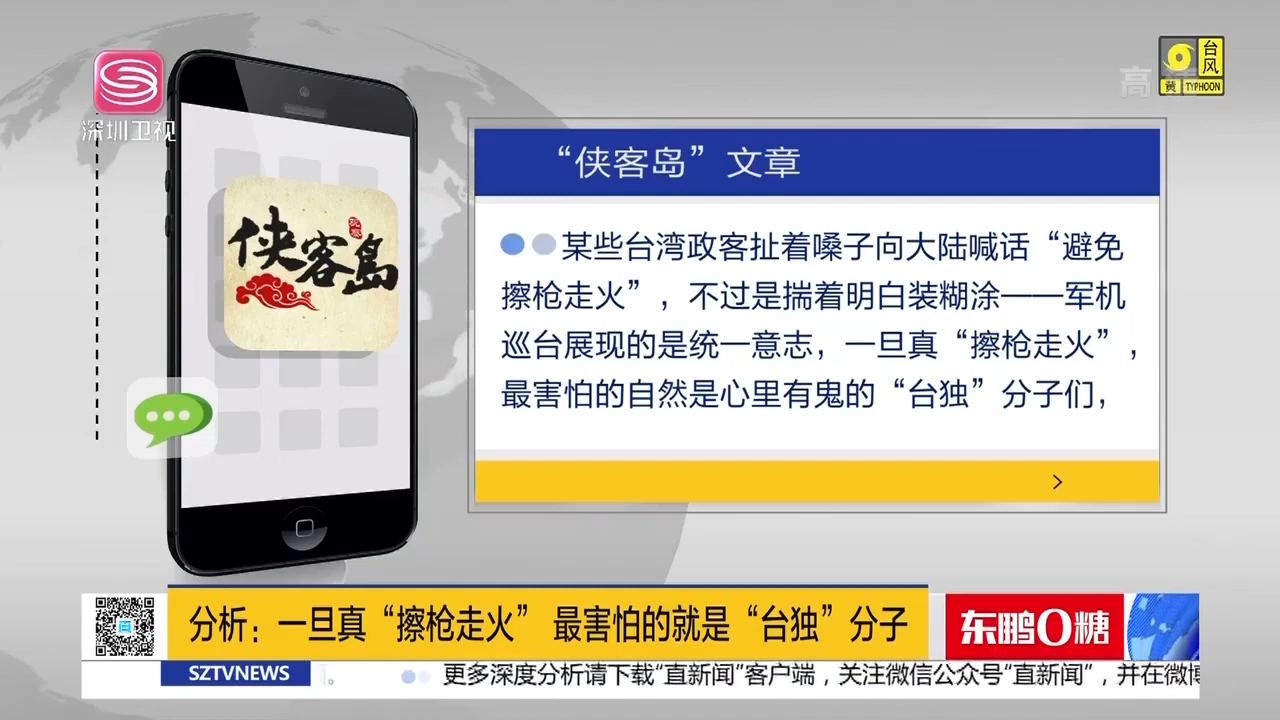 深圳卫视
高清
台风
黄 TYPHOON
“侠客岛”文章
侠客岛
某些台湾政客扯着嗓子向大陆喊话“避免
擦枪走火”，不过是揣着明白装糊涂——军机
巡台展现的是统一意志，一旦真“擦枪走火”，
最害怕的自然是心里有鬼的“台独”分子们，
分析：一旦真“擦枪走火” 最害怕的就是“台独”分子
东鹏0糖
SZTVNEWS
更多深度分析请下载“直新闻”客户端，关注微信公众号“直新闻”，并在微博